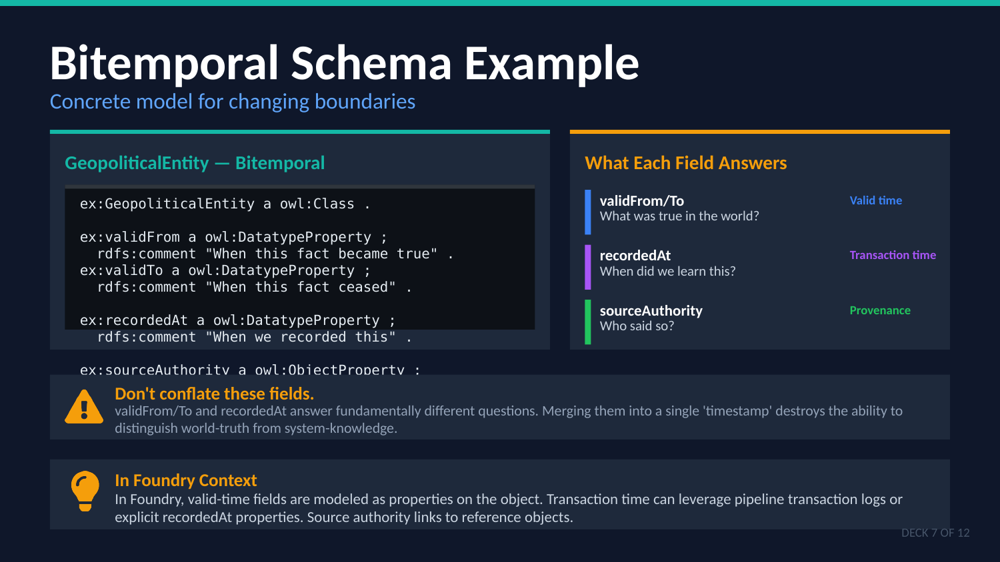 Bitemporal Schema Example
Concrete model for changing boundaries
GeopoliticalEntity — Bitemporal
ex:GeopoliticalEntity a owl:Class .
ex:validFrom a owl:DatatypeProperty ;
  rdfs:comment "When this fact became true" .
ex:validTo a owl:DatatypeProperty ;
  rdfs:comment "When this fact ceased" .
ex:recordedAt a owl:DatatypeProperty ;
  rdfs:comment "When we recorded this" .
ex:sourceAuthority a owl:ObjectProperty ;
What Each Field Answers
validFrom/To
Valid time
What was true in the world?
recordedAt
Transaction time
When did we learn this?
sourceAuthority
Provenance
Who said so?
Don't conflate these fields.
validFrom/To and recordedAt answer fundamentally different questions. Merging them into a single 'timestamp' destroys the ability to
distinguish world-truth from system-knowledge.
In Foundry Context
In Foundry, valid-time fields are modeled as properties on the object. Transaction time can leverage pipeline transaction logs or
explicit recordedAt properties. Source authority links to reference objects.
DECK 7 OF 12